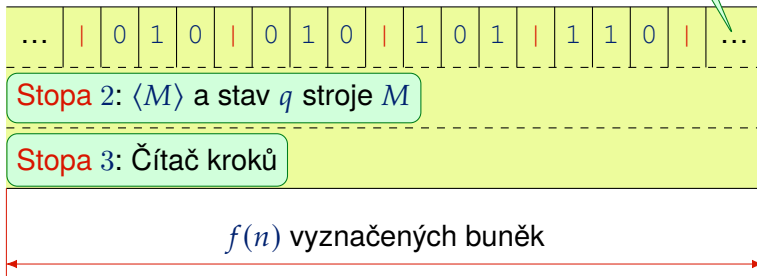 ... | 0 1 0 | 0 1 0 | 1 0 1 | 1 1 0 | ...
Stopa 2: ⟨M⟩ a stav q stroje M
Stopa 3: Čítač kroků
f(n) vyznačených buněk